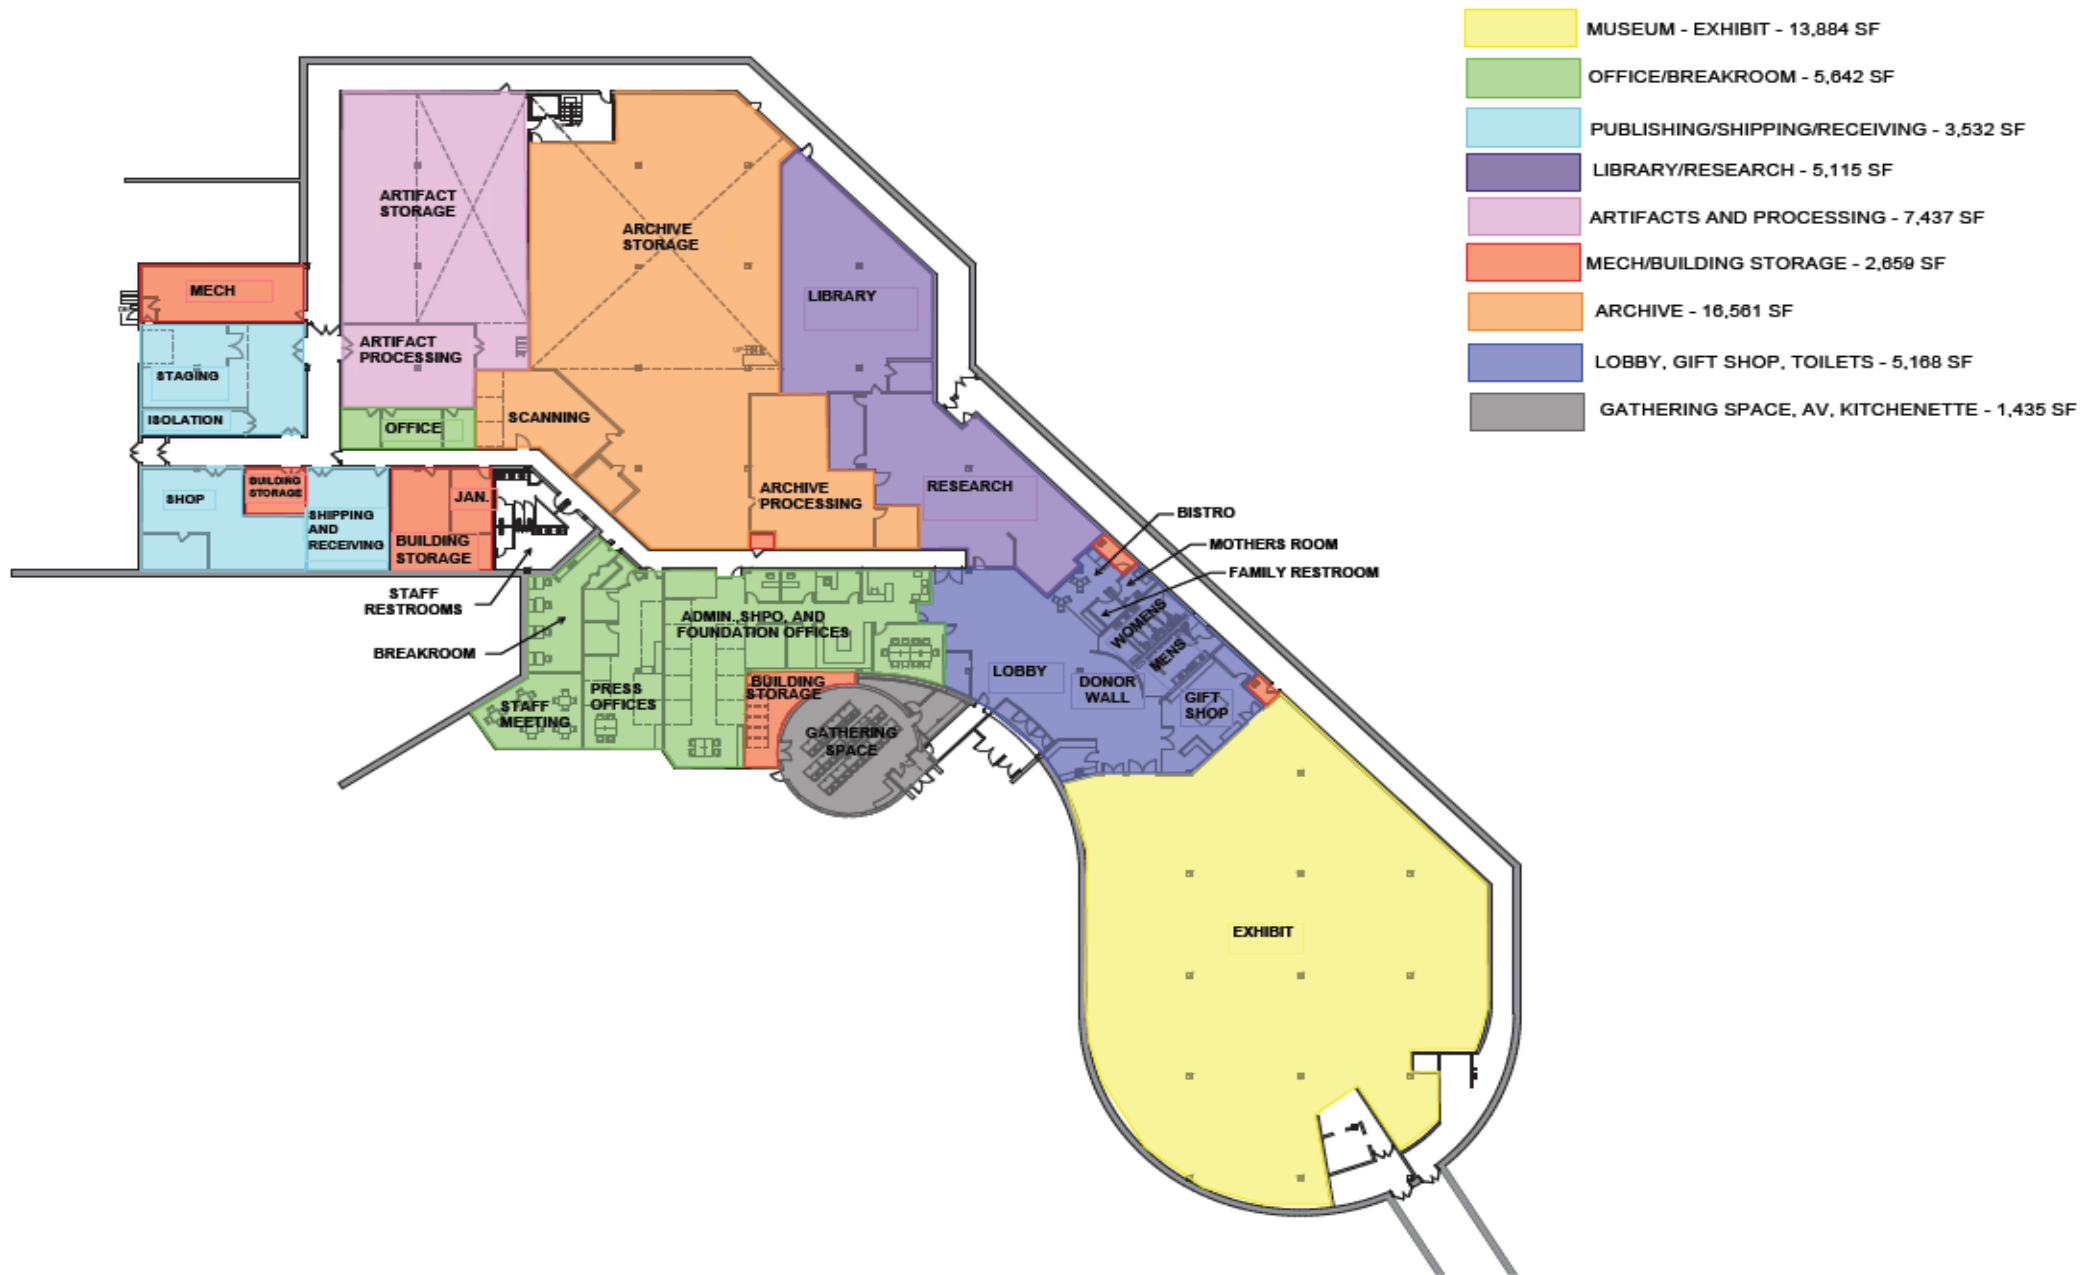 MUSEUM - EXHIBIT - 13,884 SF
OFFICE/BREAKROOM - 5,642 SF
PUBLISHING/SHIPPING/RECEIVING - 3,532 SF
LIBRARY/RESEARCH - 5,115 SF
ARTIFACTS AND PROCESSING - 7,437 SF
MECH/BUILDING STORAGE - 2,659 SF
ARCHIVE - 16,561 SF
LOBBY, GIFT SHOP, TOILETS - 5,168 SF
GATHERING SPACE, AV, KITCHENETTE - 1,435 SF
ARTIFACT
STORAGE
ARCHIVE
STORAGE
MECH
LIBRARY
ARTIFACT
PROCESSING
STAGING
ISOLATION
OFFICE
SCANNING
SHOP
BUILDING
STORAGE
SHIPPING
AND
RECEIVING
JAN.
BUILDING
STORAGE
ARCHIVE
PROCESSING
RESEARCH
BISTRO
MOTHERS ROOM
FAMILY RESTROOM
STAFF
RESTROOMS
BREAKROOM
ADMIN.,SHPO, AND
FOUNDATION OFFICES
WOMENS
MENS
LOBBY
DONOR
WALL
GIFT
SHOP
PRESS
OFFICES
STAFF
MEETING
BUILDING
STORAGE
GATHERING
SPACE
EXHIBIT